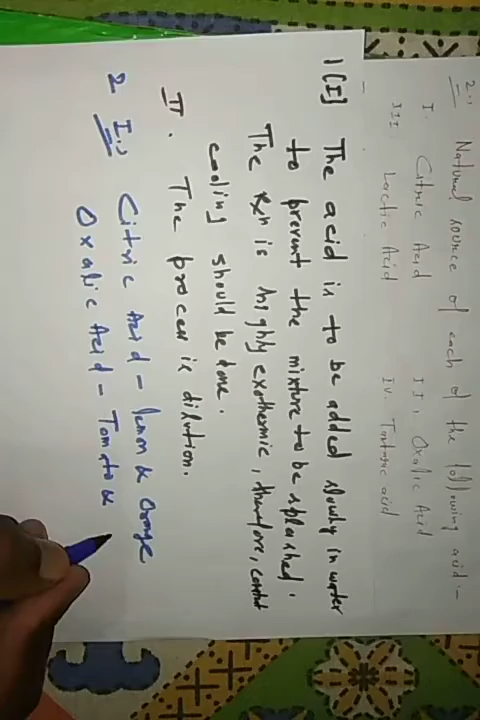 2.) Natural source of each of the following acid :-
I. Citric Acid II. Oxalic Acid
III Lactic Acid IV. Tartaric acid
1(I) The acid is to be added slowly in water
to prevent the mixture to be splashed.
The rxn is highly exothermic, therefore, constat
cooling should be done.
II. The process is dilution.
2 I.) Citric Acid - lemon & Orange
Oxalic Acid - Tomato &